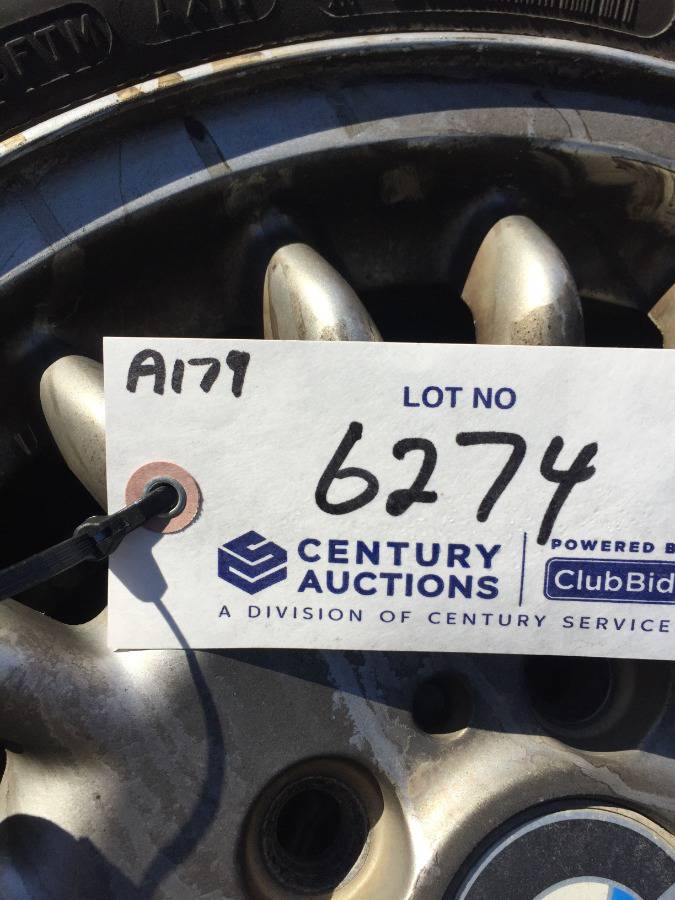 A179
LOT NO
6274
CENTURY
AUCTIONS
POWERED B
ClubBid
A DIVISION OF CENTURY SERVICE